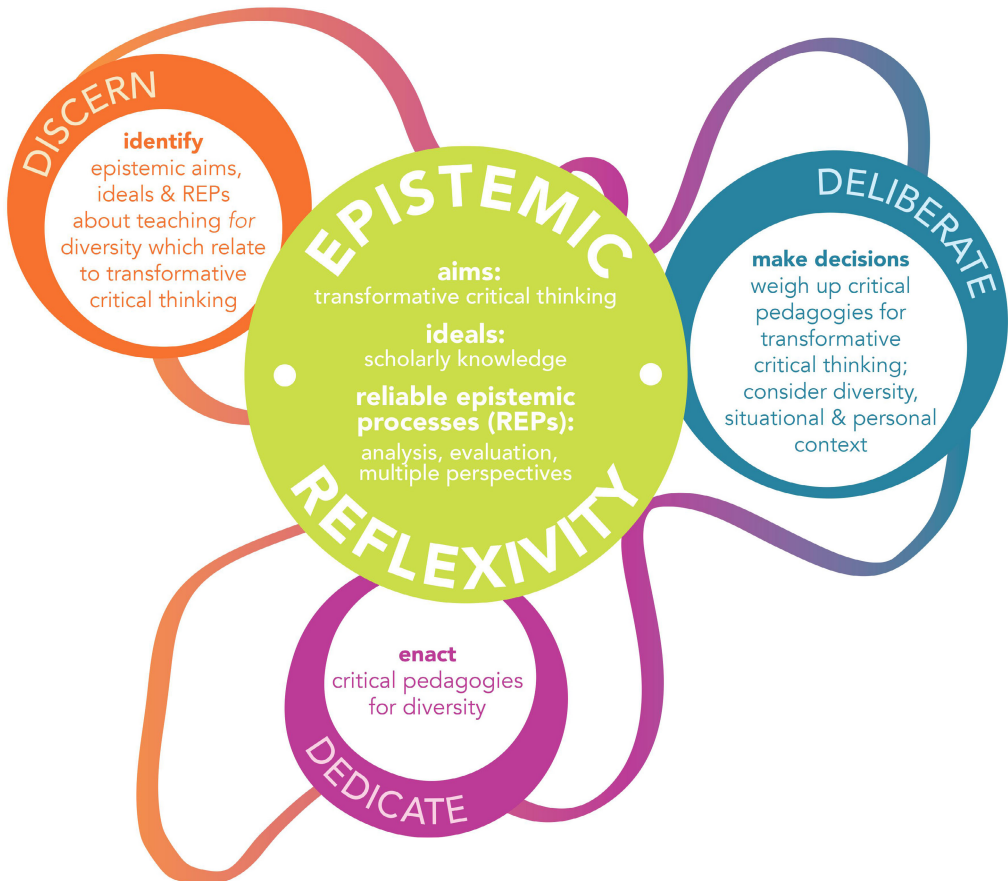 DISCERN
identify
epistemic aims,
ideals & REPs
about teaching for
diversity which relate
to transformative
critical thinking
EPISTEMIC
aims:
transformative critical thinking
ideals:
scholarly knowledge
reliable epistemic
processes (REPs):
analysis, evaluation,
multiple perspectives
REFLEXIVITY
DELIBERATE
make decisions
weigh up critical
pedagogies for
transformative
critical thinking;
consider diversity,
situational & personal
context
enact
critical pedagogies
for diversity
DEDICATE